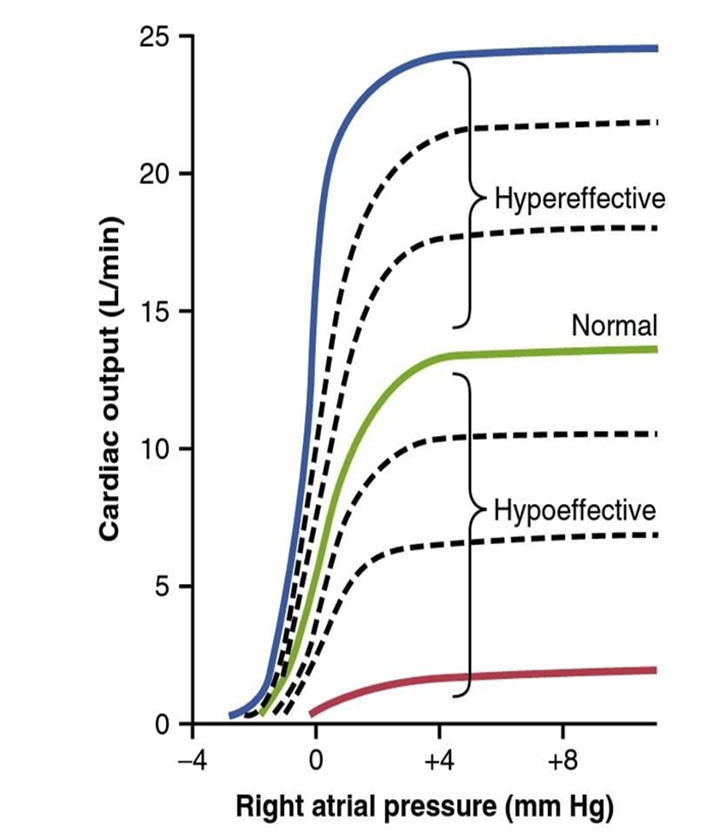 25
20
Hypereffective
15
Normal
10
Hypoeffective
5
0
−4
0
+4
+8
Cardiac output (L/min)
Right atrial pressure (mm Hg)